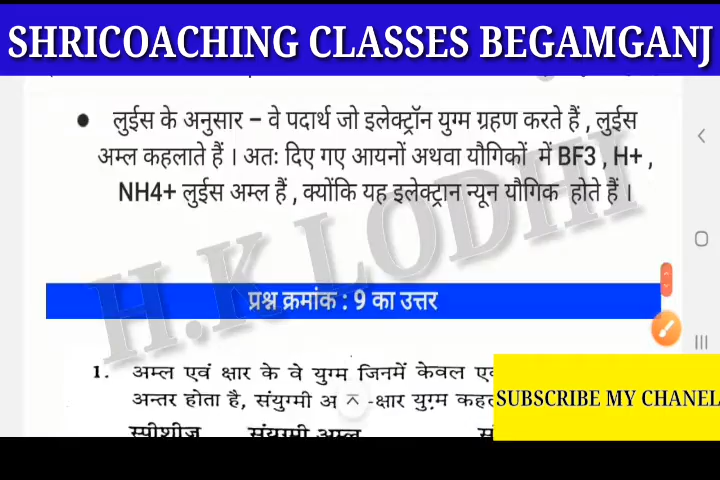 SHRICOACHING CLASSES BEGAMGANJ
लुईस के अनुसार – वे पदार्थ जो इलेक्ट्रॉन युग्म ग्रहण करते हैं , लुईस
अम्ल कहलाते हैं । अतः दिए गए आयनों अथवा यौगिकों में BF3 , H+ ,
NH4+ लुईस अम्ल हैं , क्योंकि यह इलेक्ट्रान न्यून यौगिक होते हैं ।
H.K LODHI
प्रश्न क्रमांक : 9 का उत्तर
1. अम्ल एवं क्षार के वे युग्म जिनमें केवल
अन्तर होता है, संयुग्मी -क्षार युग्म
SUBSCRIBE MY CHANEL
स्पीशीज संयुग्मी अम्ल